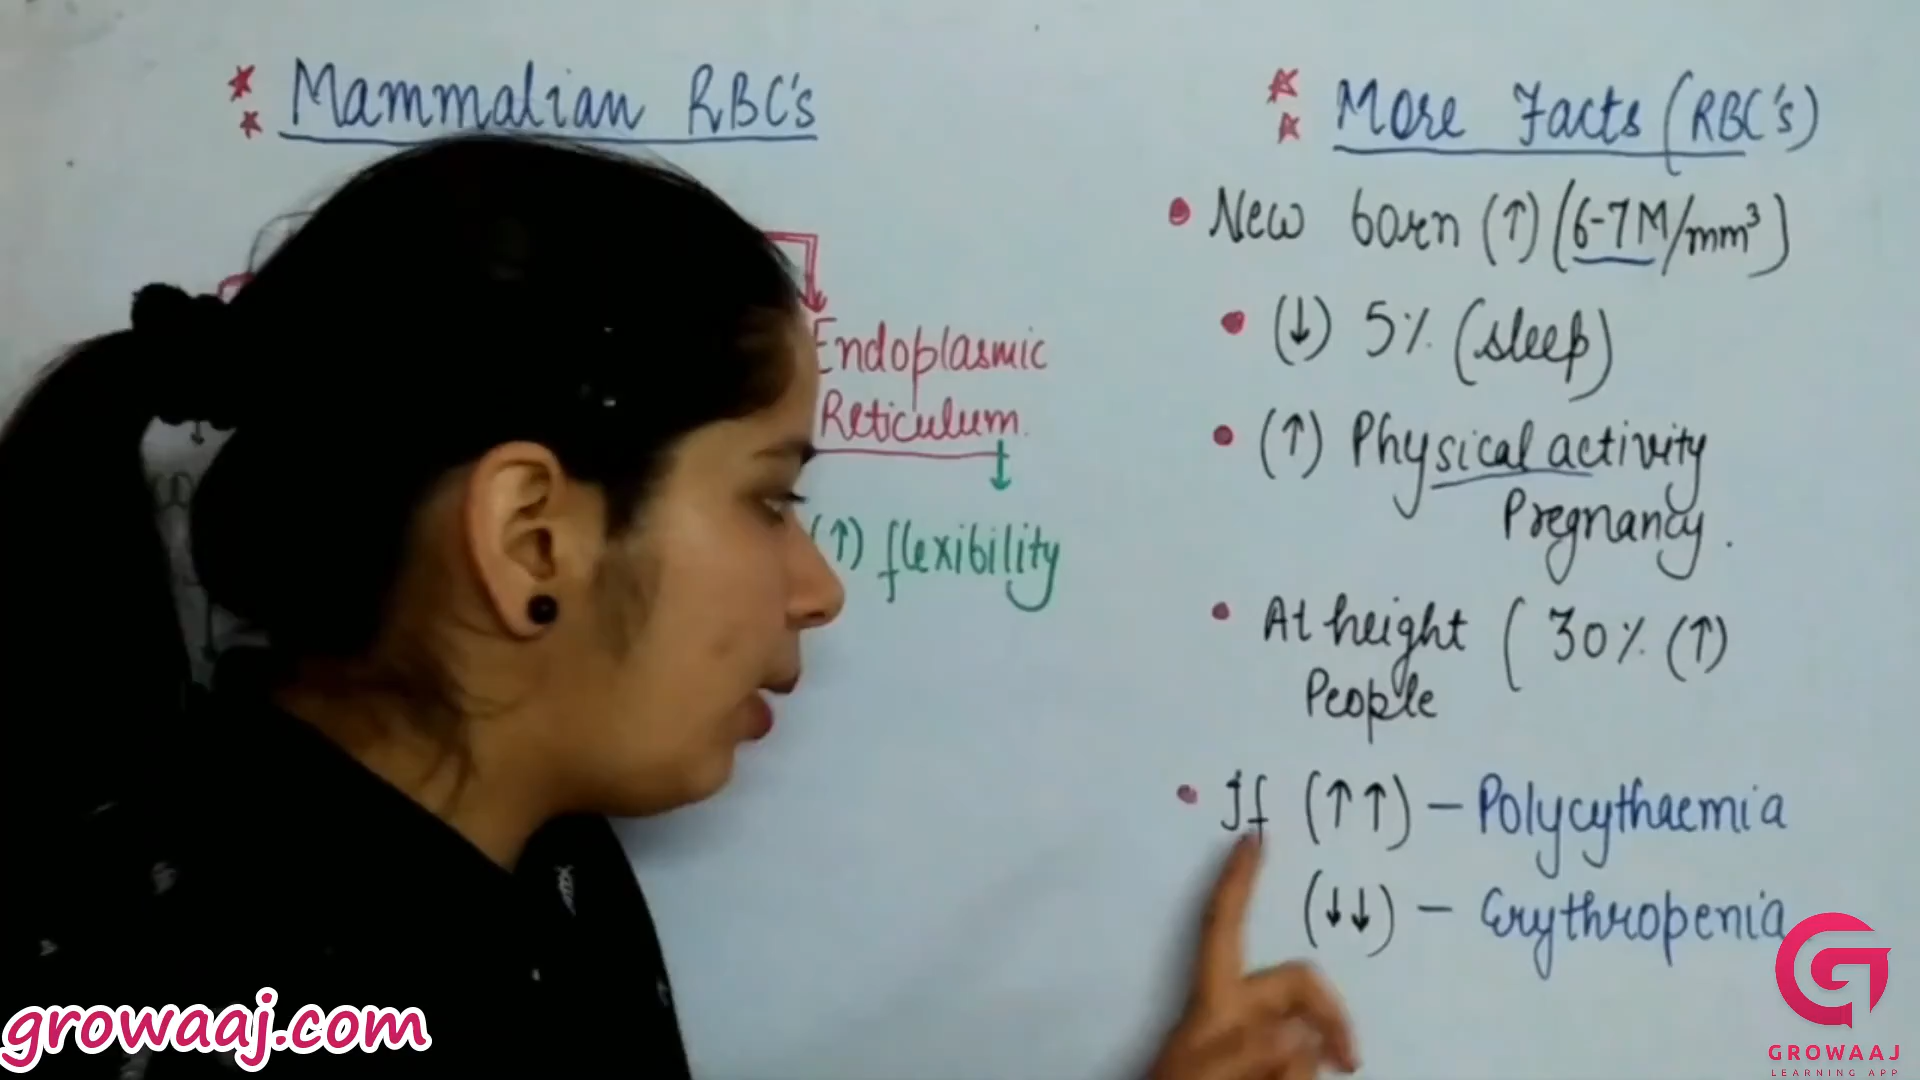 Mammalian RBC's
Endoplasmic
Reticulum
(↑) flexibility
More Facts (RBC's)
New born (↑) (6-7M/mm³)
(↓) 5% (sleep)
(↑) Physical activity
Pregnancy.
At height ( 30% (↑)
People
If (↑↑) – Polycythaemia
(↓↓) – Erythropenia
growaaj.com
GROWAAJ
LEARNING APP